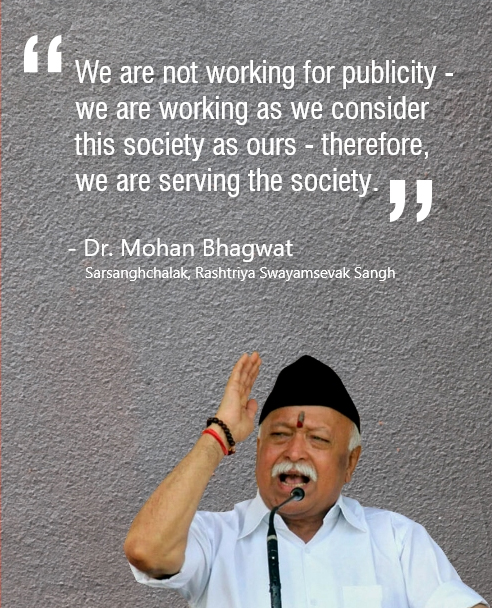 “We are not working for publicity -
we are working as we consider
this society as ours - therefore,
we are serving the society.”
- Dr. Mohan Bhagwat
Sarsanghchalak, Rashtriya Swayamsevak Sangh